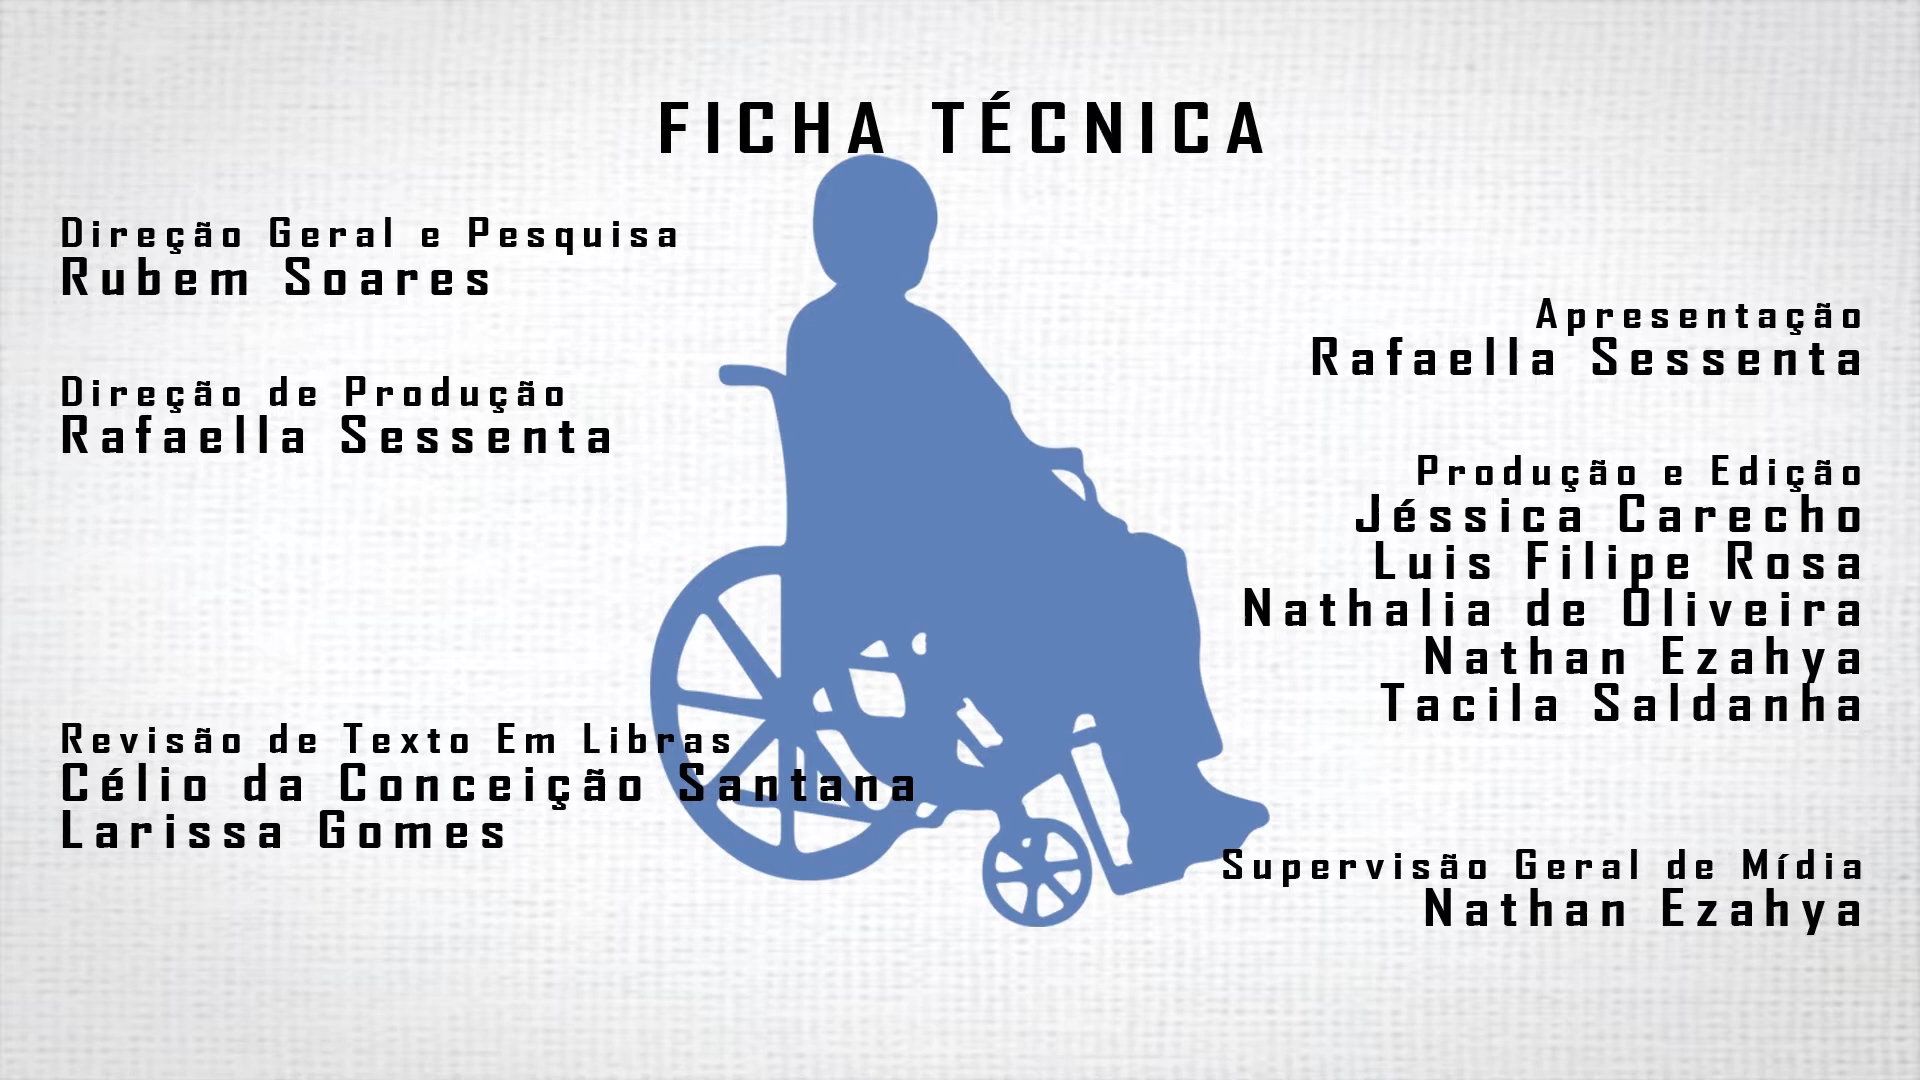 FICHA TÉCNICA
Direção Geral e Pesquisa
Rubem Soares
Direção de Produção
Rafaella Sessenta
Revisão de Texto Em Libras
Célio da Conceição Santana
Larissa Gomes
Apresentação
Rafaella Sessenta
Produção e Edição
Jéssica Carecho
Luis Filipe Rosa
Nathalia de Oliveira
Nathan Ezahya
Tacila Saldanha
Supervisão Geral de Mídia
Nathan Ezahya